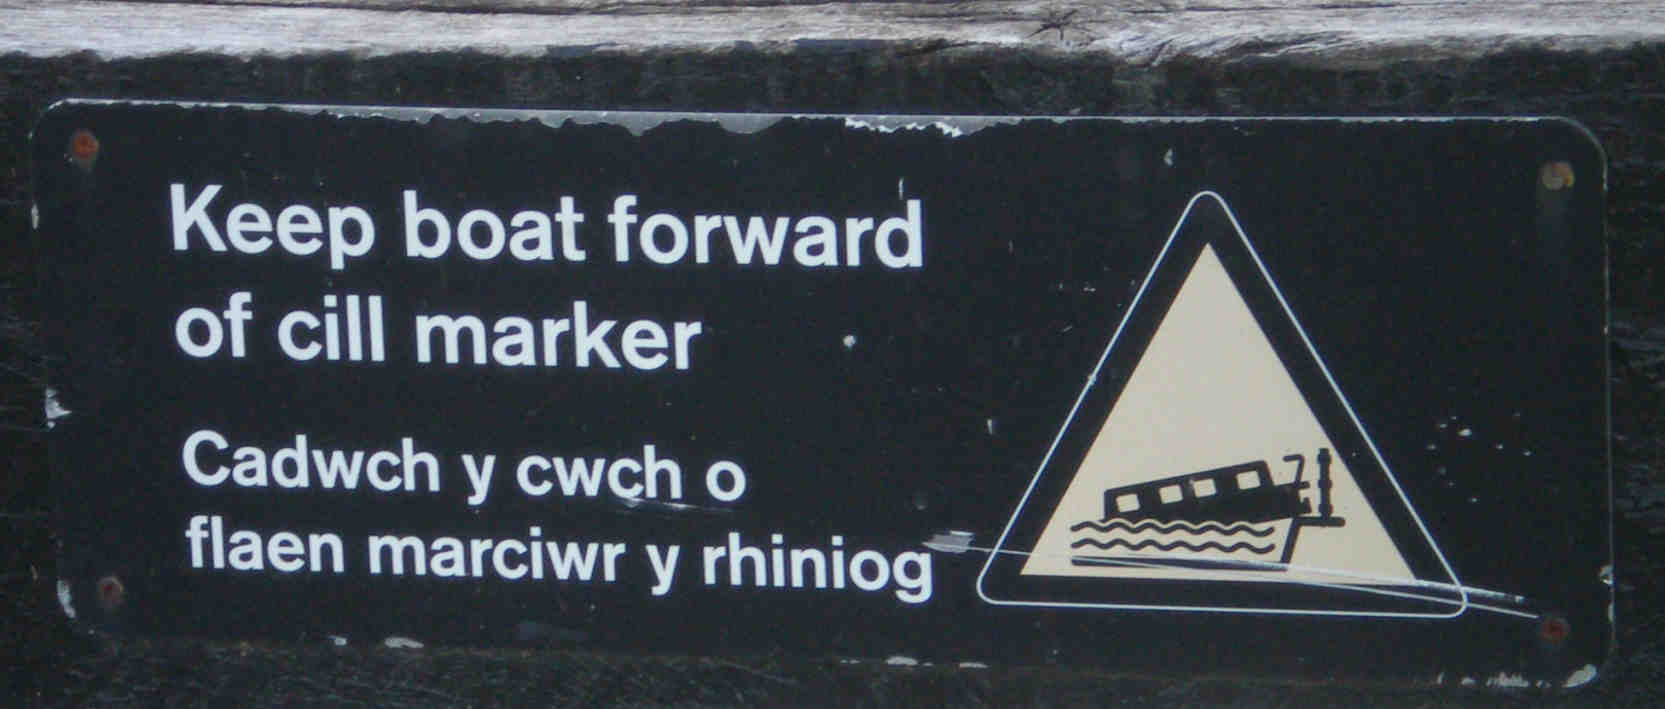 Keep boat forward
of cill marker
Cadwch y cwch o
flaen marciwr y rhiniog